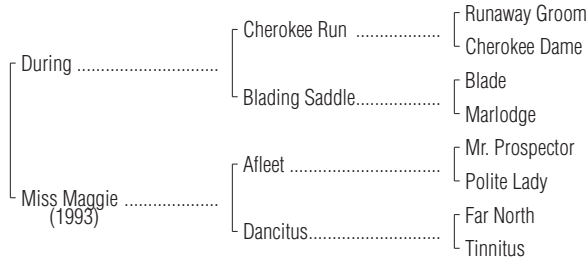 Runaway Groom
Cherokee Run ...................
Cherokee Dame
During ................................
Blade
Blading Saddle...................
Marlodge
Mr. Prospector
Afleet ..................................
Polite Lady
Miss Maggie .....................
(1993)
Far North
Dancitus..............................
Tinnitus